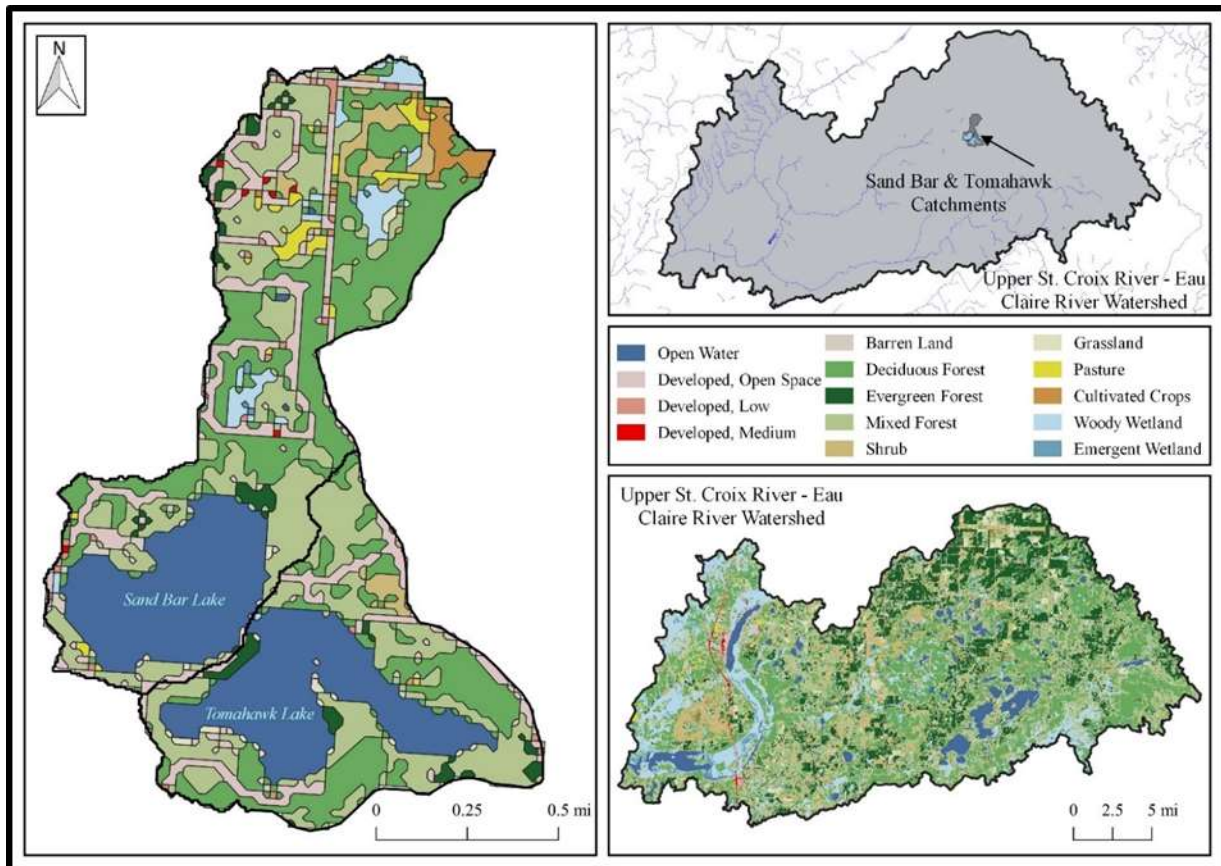 N
Sand Bar Lake
Tomahawk Lake
0 0.25 0.5 mi
Sand Bar & Tomahawk
Catchments
Upper St. Croix River - Eau
Claire River Watershed
Open Water
Developed, Open Space
Developed, Low
Developed, Medium
Barren Land
Deciduous Forest
Evergreen Forest
Mixed Forest
Shrub
Grassland
Pasture
Cultivated Crops
Woody Wetland
Emergent Wetland
Upper St. Croix River - Eau
Claire River Watershed
0 2.5 5 mi